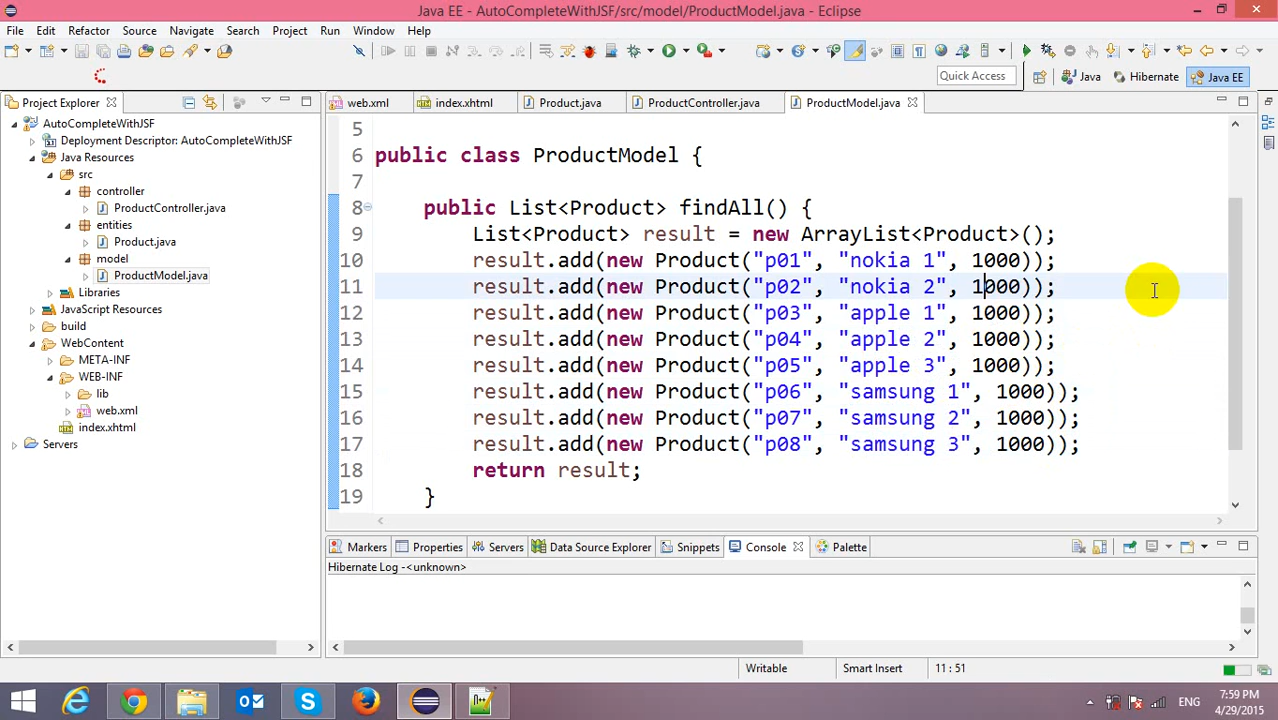 Java EE - AutoCompleteWithJSF/src/model/ProductModel.java - Eclipse
File Edit Refactor Source Navigate Search Project Run Window Help
Quick Access
Java
Hibernate
Java EE
Project Explorer
web.xml
index.xhtml
Product.java
ProductController.java
ProductModel.java
AutoCompleteWithJSF
Deployment Descriptor: AutoCompleteWithJSF
Java Resources
src
controller
ProductController.java
entities
Product.java
model
ProductModel.java
Libraries
JavaScript Resources
build
WebContent
META-INF
WEB-INF
lib
web.xml
index.xhtml
Servers
5
6 public class ProductModel {
7
8 public List<Product> findAll() {
9 List<Product> result = new ArrayList<Product>();
10 result.add(new Product("p01", "nokia 1", 1000));
11 result.add(new Product("p02", "nokia 2", 1000));
12 result.add(new Product("p03", "apple 1", 1000));
13 result.add(new Product("p04", "apple 2", 1000));
14 result.add(new Product("p05", "apple 3", 1000));
15 result.add(new Product("p06", "samsung 1", 1000));
16 result.add(new Product("p07", "samsung 2", 1000));
17 result.add(new Product("p08", "samsung 3", 1000));
18 return result;
19 }
Markers
Properties
Servers
Data Source Explorer
Snippets
Console
Palette
Hibernate Log -<unknown>
Writable
Smart Insert
11 : 51
ENG
7:59 PM
4/29/2015